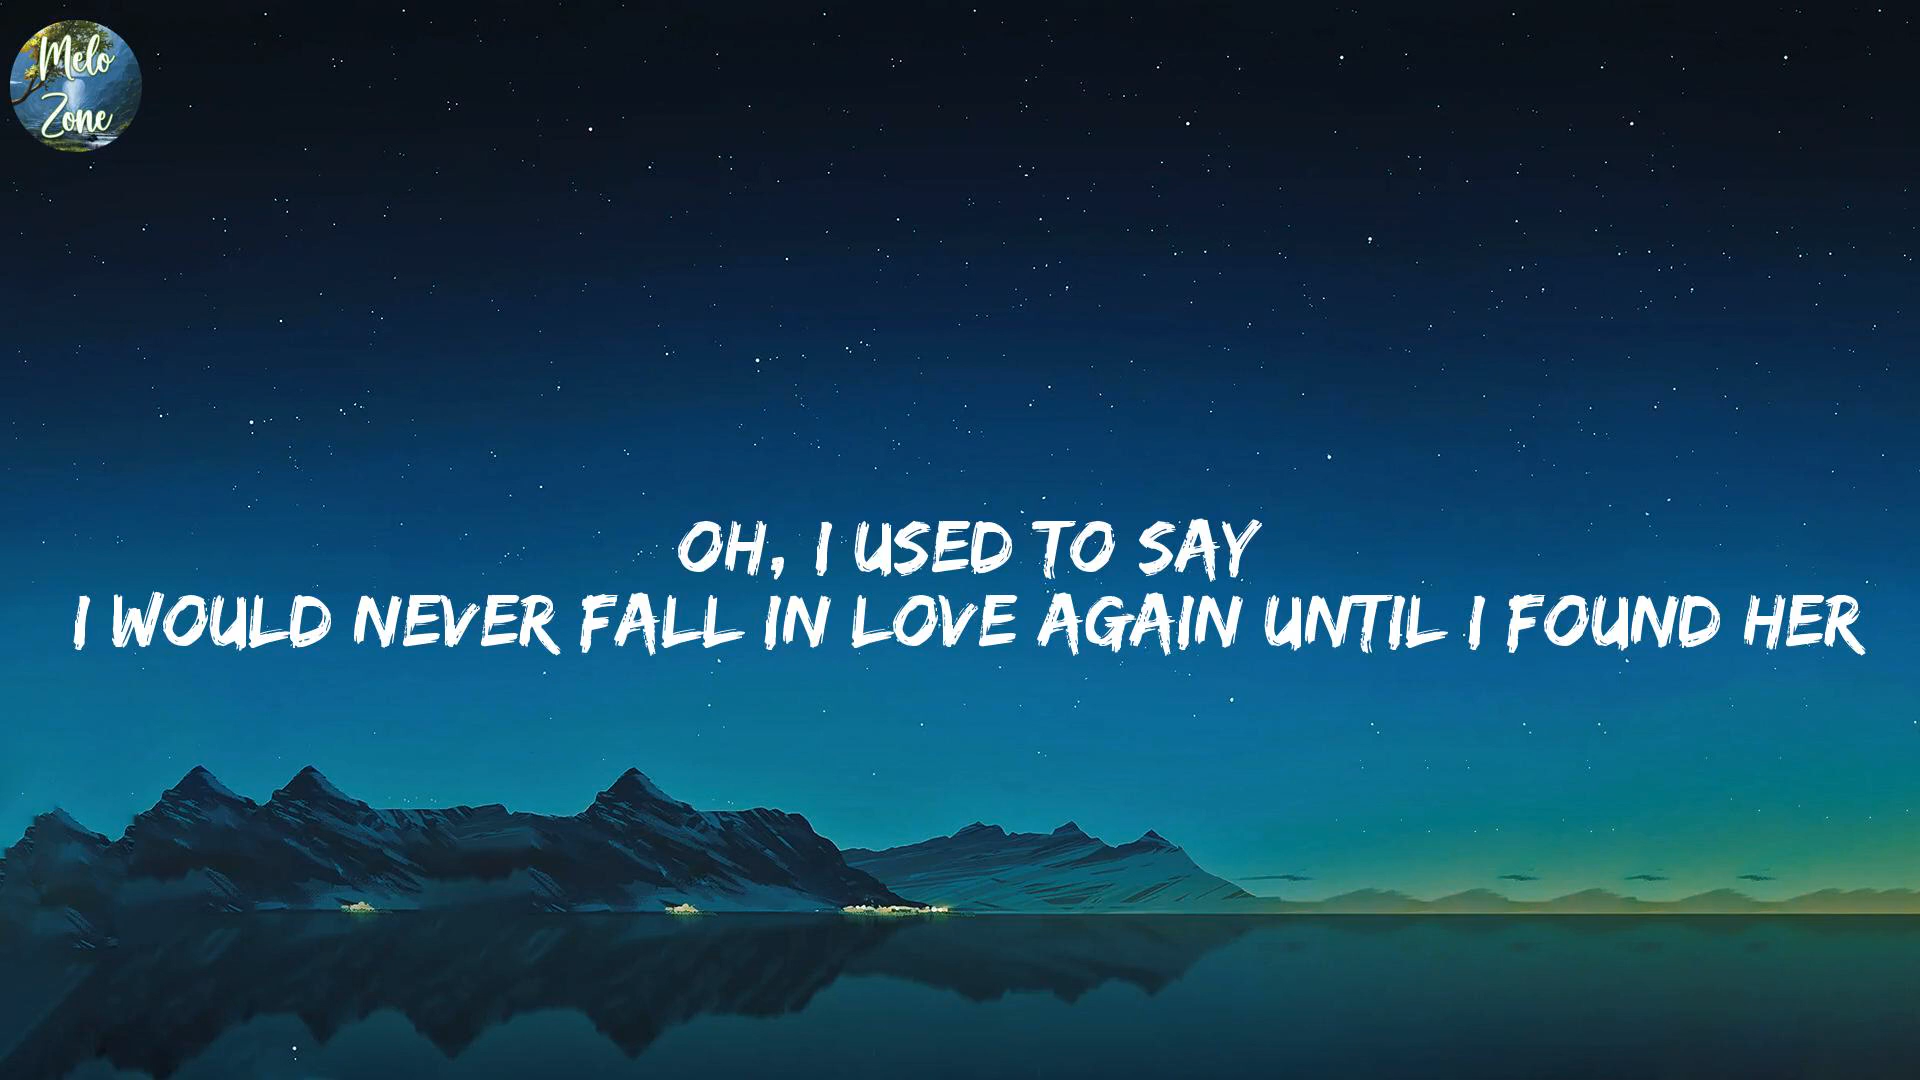 Melo
Zone
OH, I USED TO SAY
I WOULD NEVER FALL IN LOVE AGAIN UNTIL I FOUND HER